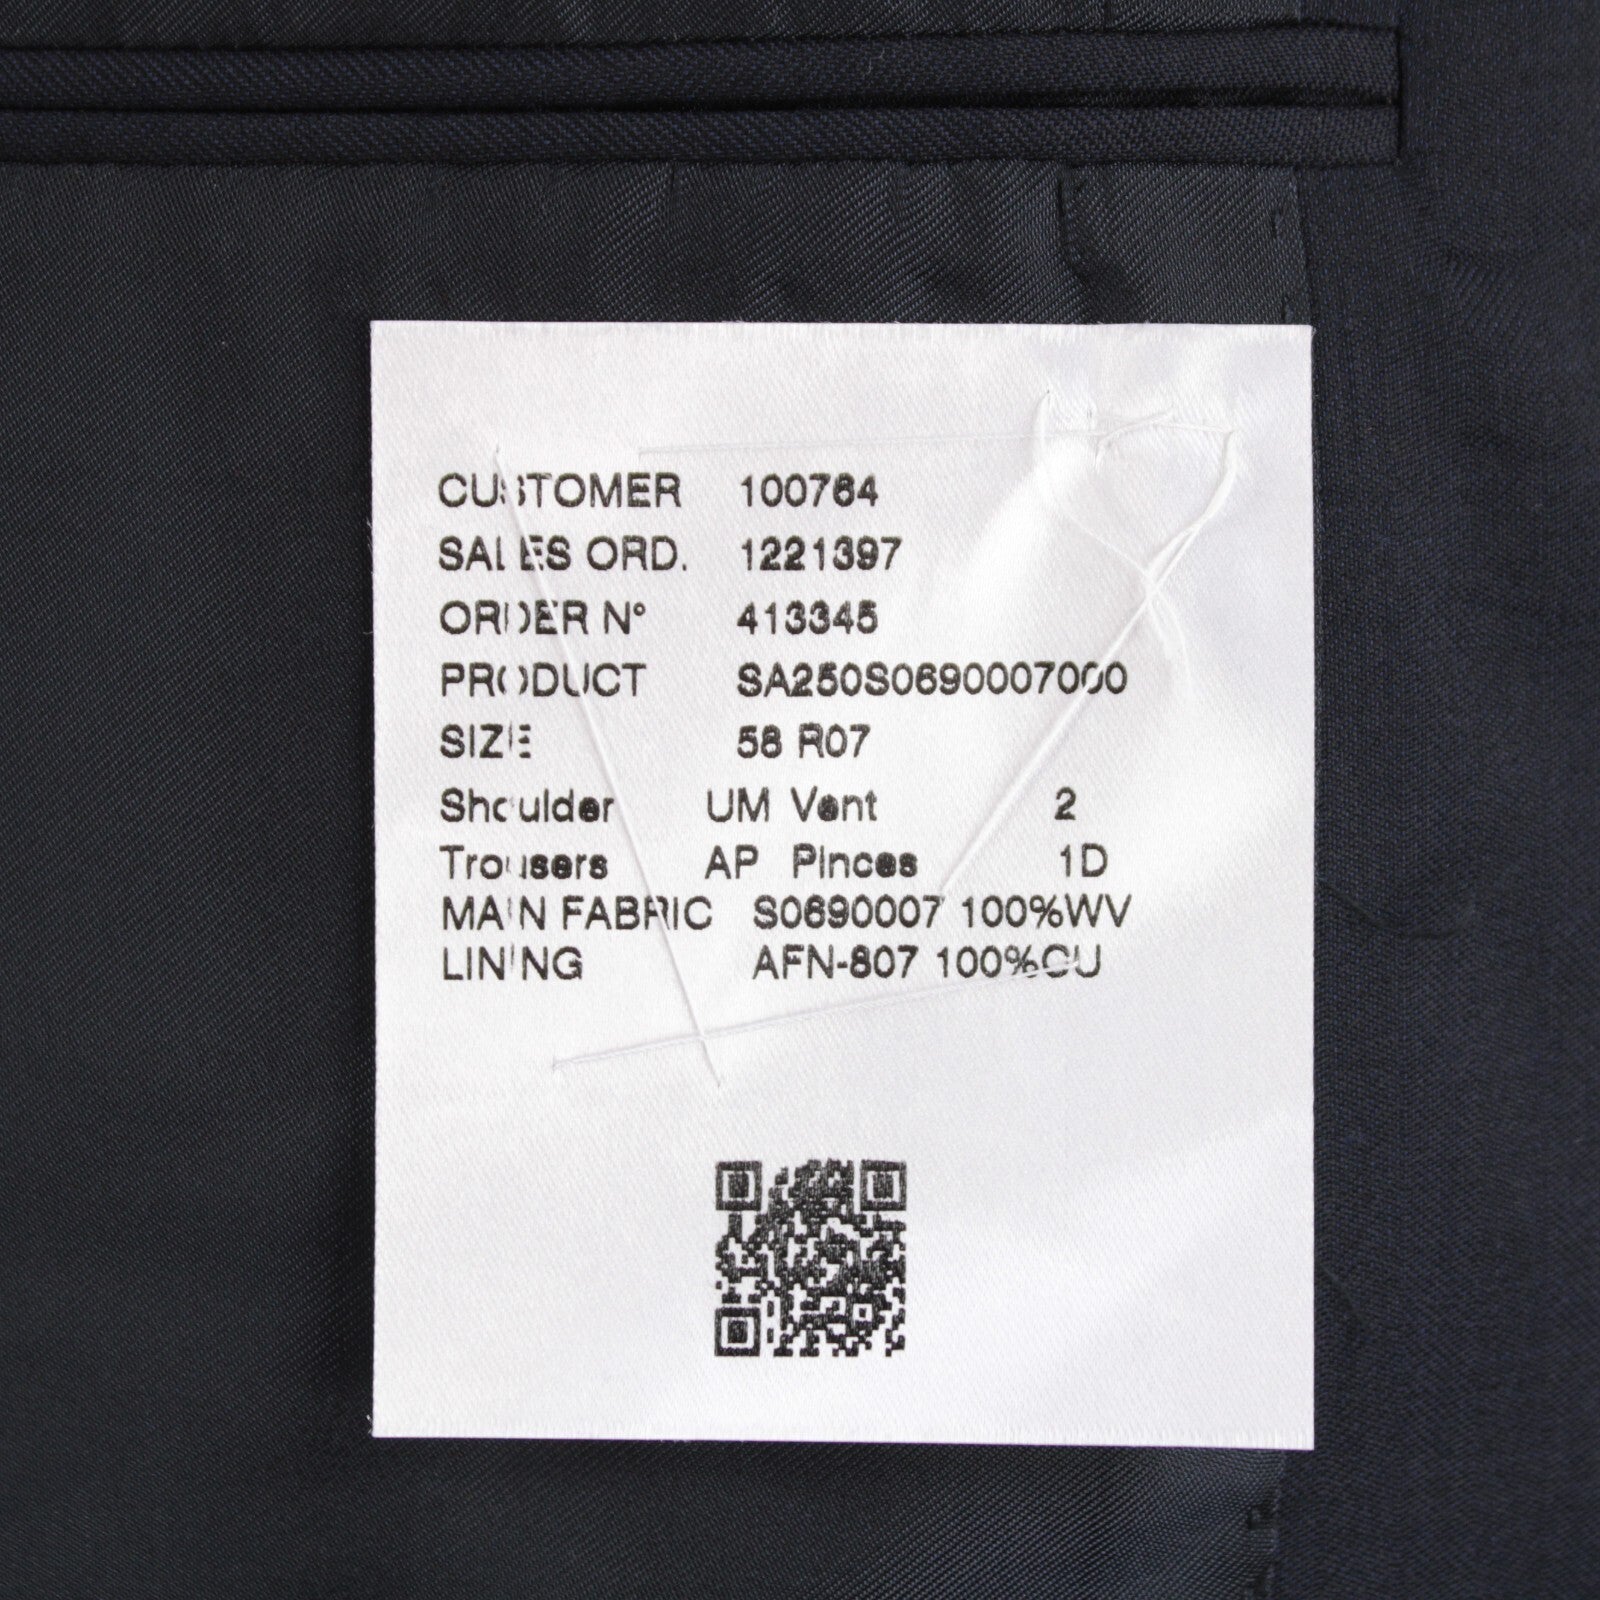 CUSTOMER 100764
SALES ORD. 1221397
ORDER N° 413345
PRODUCT SA250S0690007000
SIZE 58 R07
Shoulder UM Vent 2
Trousers AP Pinces 1D
MAIN FABRIC S0690007 100%WV
LINING AFN-807 100%CU